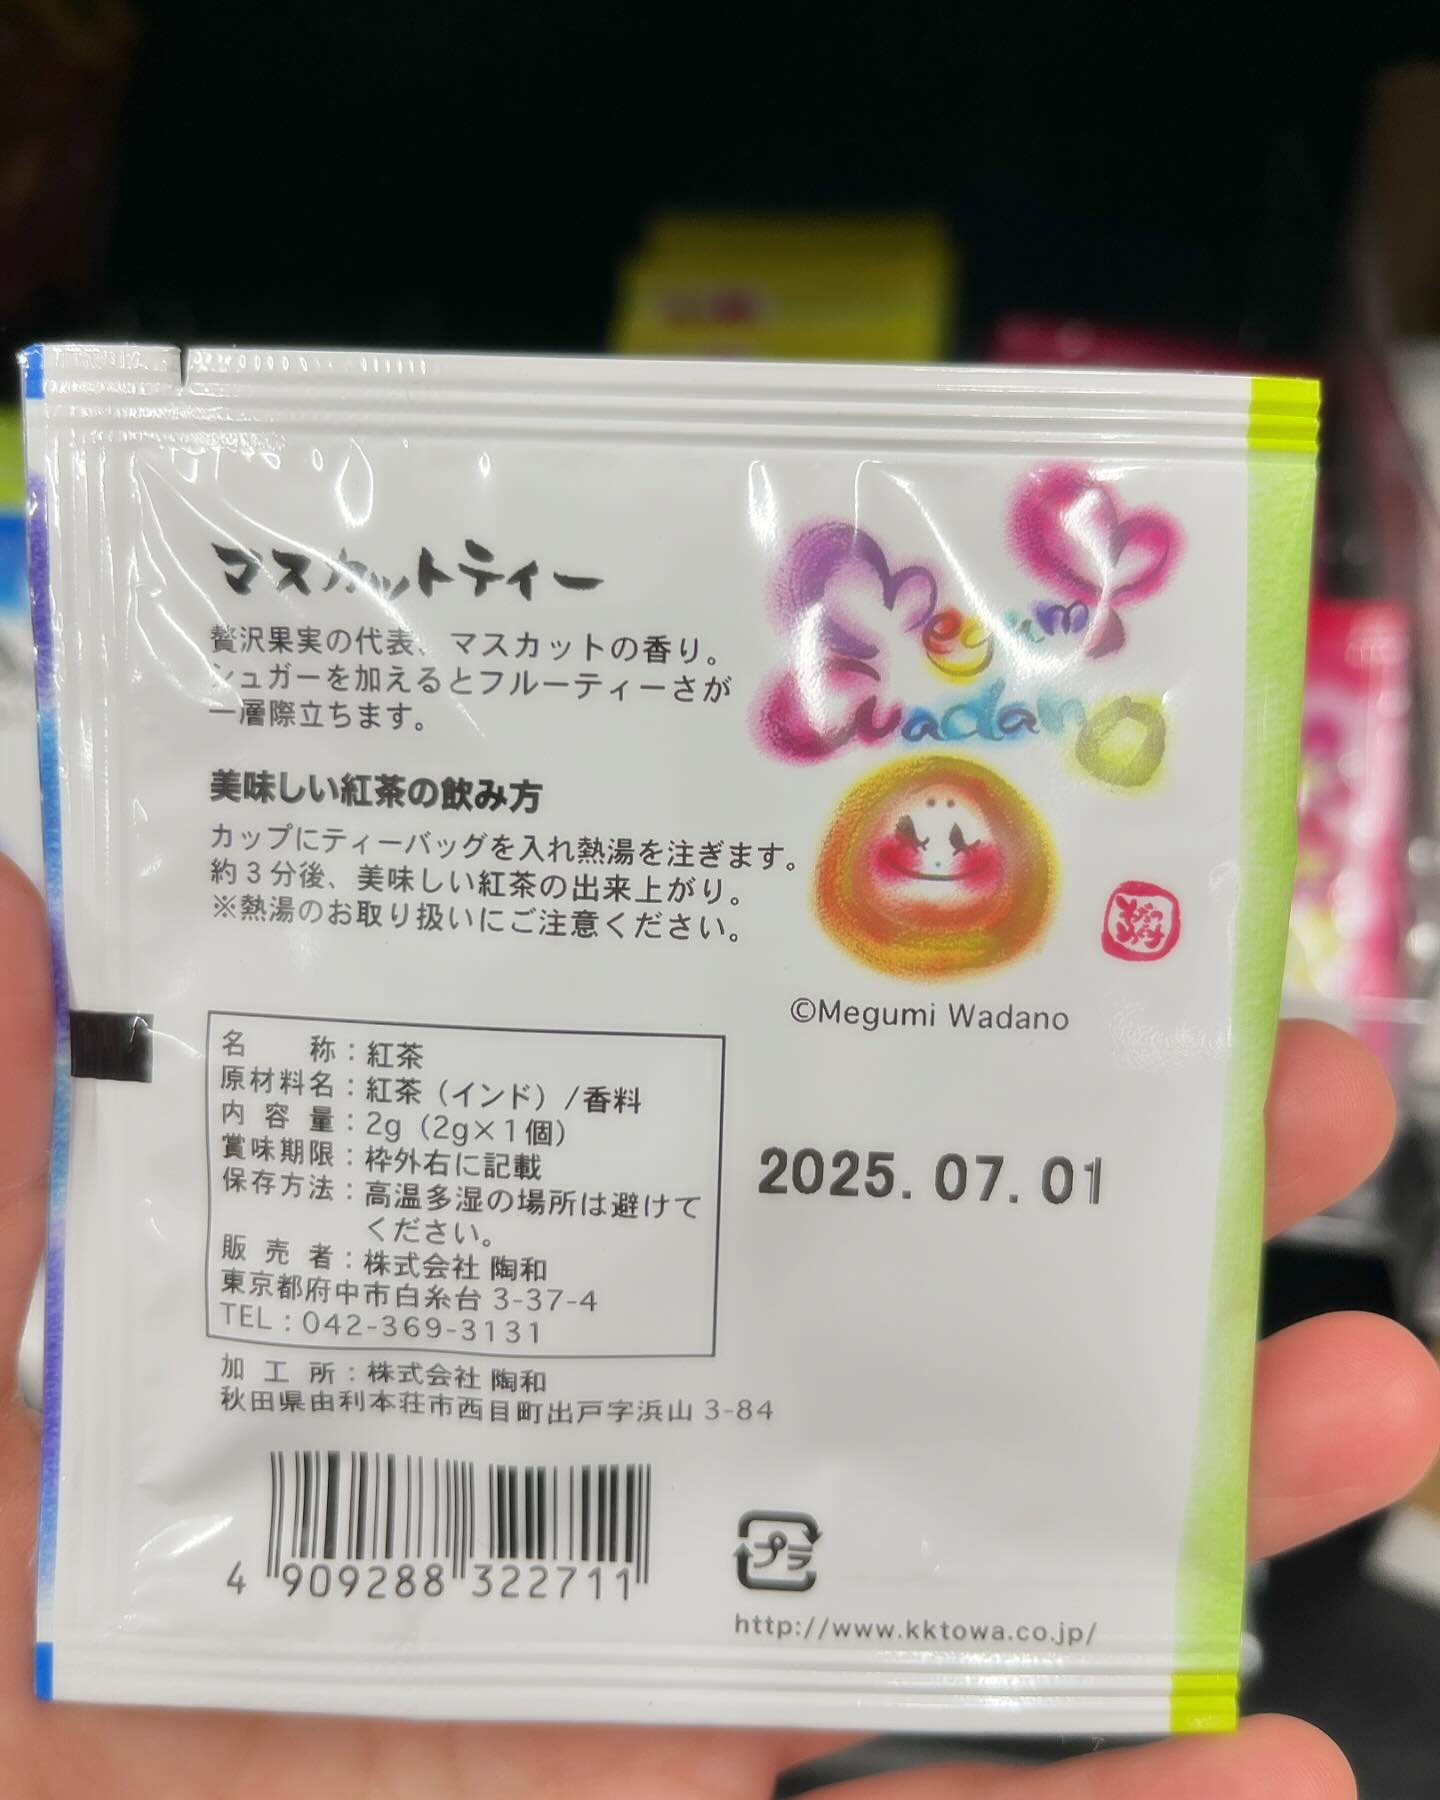 マスカットティー
贅沢果実の代表、マスカットの香り。
シュガーを加えるとフルーティーさが
一層際立ちます。
美味しい紅茶の飲み方
カップにティーバッグを入れ熱湯を注ぎます。
約3分後、美味しい紅茶の出来上がり。
※熱湯のお取り扱いにご注意ください。
Megumi
Wadano
わだの
めぐみ
©Megumi Wadano
名称：紅茶
原材料名：紅茶（インド）/香料
内容量：2g（2g×1個）
賞味期限：枠外右に記載
保存方法：高温多湿の場所は避けて
ください。
販売者：株式会社 陶和
東京都府中市白糸台 3-37-4
TEL：042-369-3131
2025.07.01
加工所：株式会社 陶和
秋田県由利本荘市西目町出戸字浜山 3-84
4 909288 322711
プラ
http://www.kktowa.co.jp/